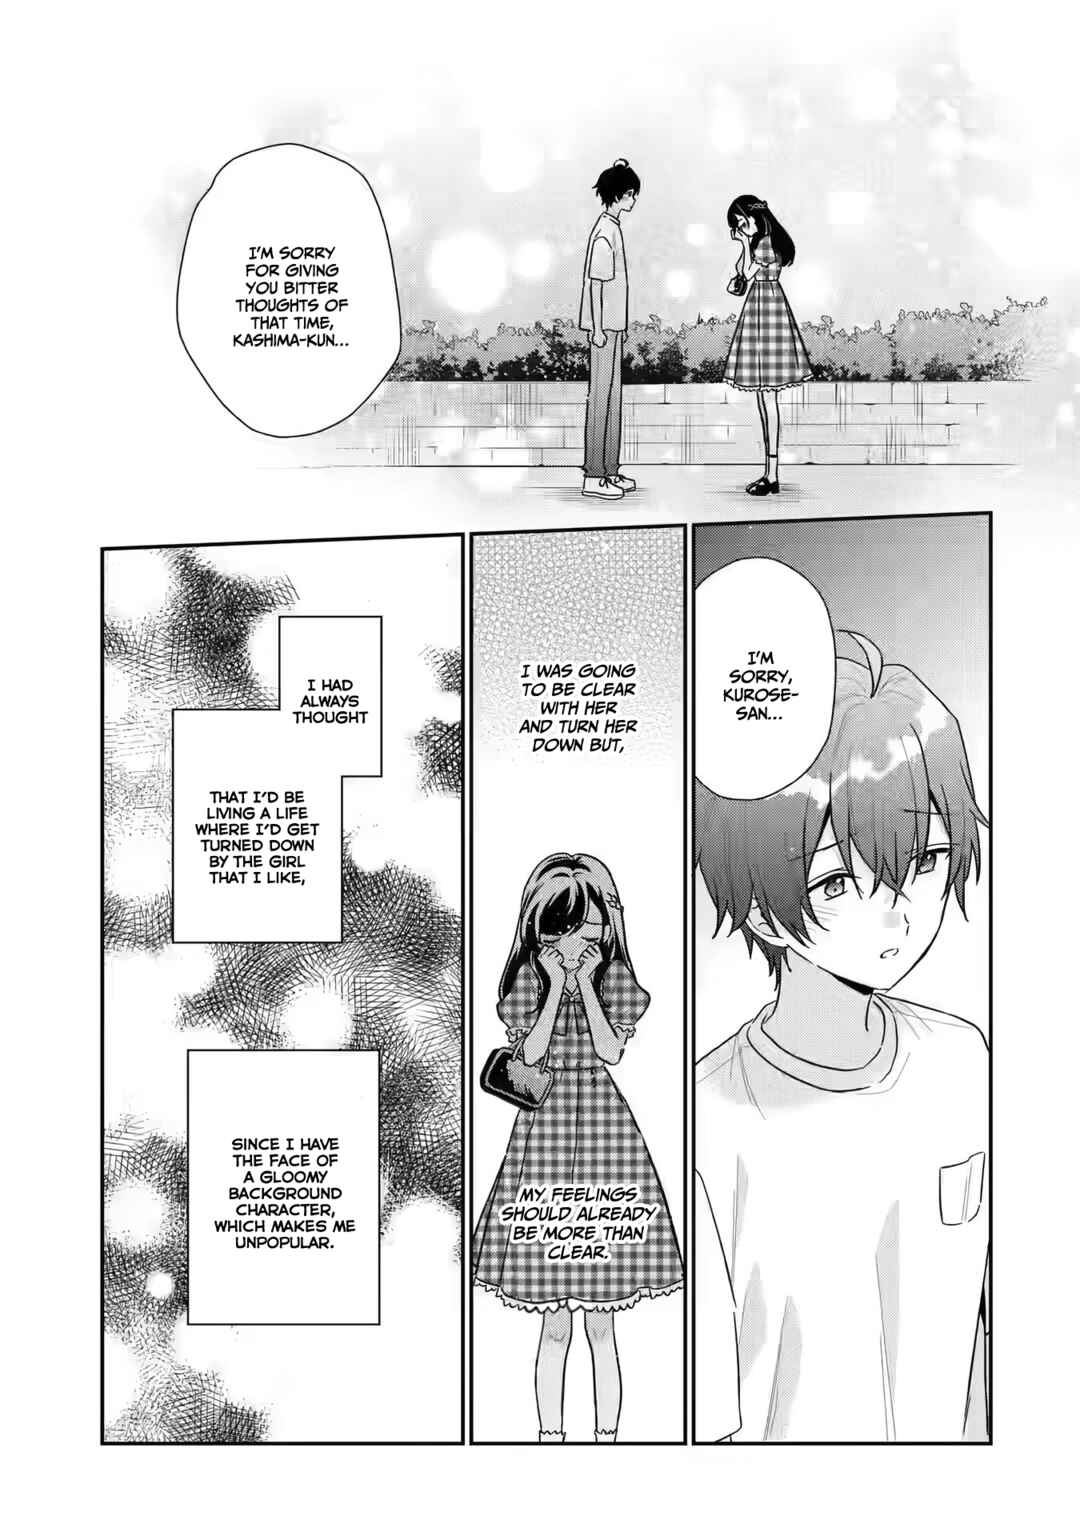 I'M SORRY
FOR GIVING
YOU BITTER
THOUGHTS OF
THAT TIME,
KASHIMA-KUN...
I'M
SORRY,
KUROSE-
SAN...
I WAS GOING
TO BE CLEAR
WITH HER
AND TURN HER
DOWN BUT,
MY FEELINGS
SHOULD ALREADY
BE MORE THAN
CLEAR.
I HAD
ALWAYS
THOUGHT
THAT I'D BE
LIVING A LIFE
WHERE I'D GET
TURNED DOWN
BY THE GIRL
THAT I LIKE,
SINCE I HAVE
THE FACE OF
A GLOOMY
BACKGROUND
CHARACTER,
WHICH MAKES ME
UNPOPULAR.